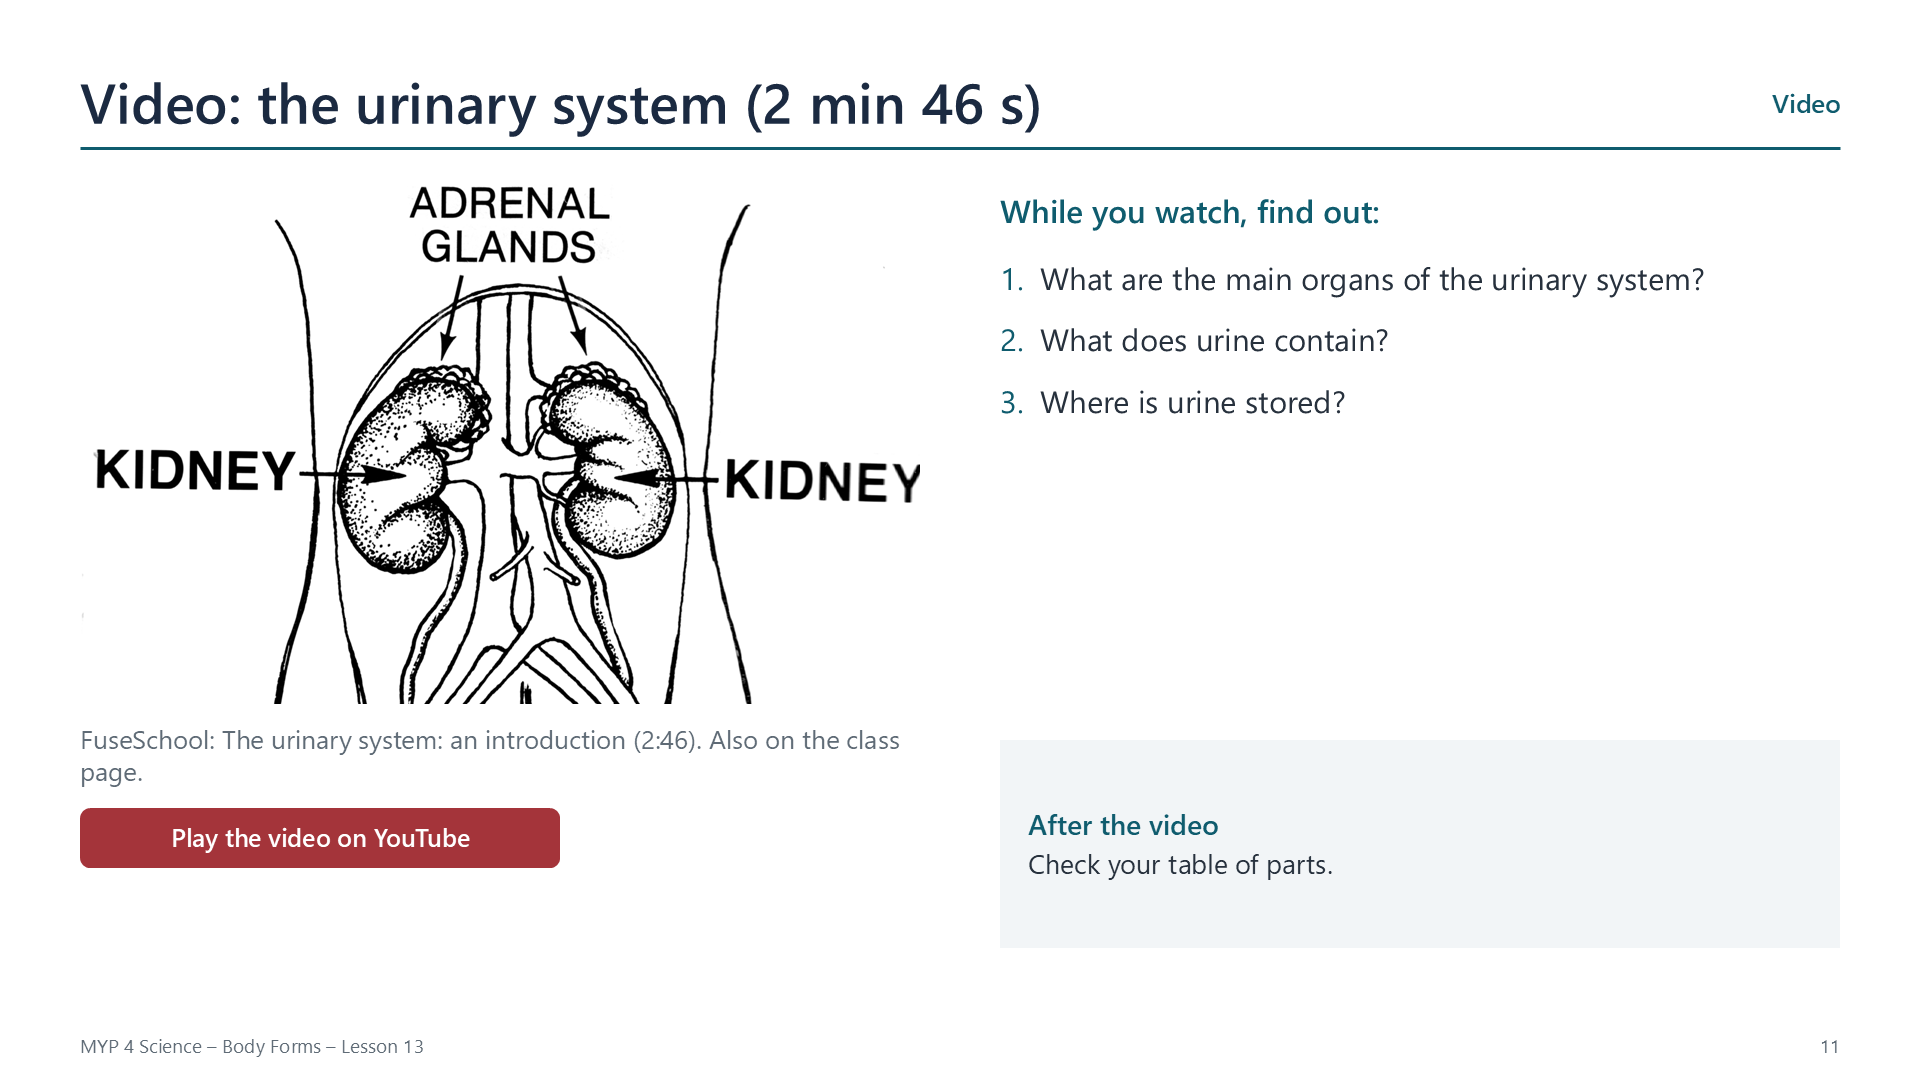 Video: the urinary system (2 min 46 s)
Video
ADRENAL
GLANDS
KIDNEY
KIDNEY
While you watch, find out:
1. What are the main organs of the urinary system?
2. What does urine contain?
3. Where is urine stored?
FuseSchool: The urinary system: an introduction (2:46). Also on the class
page.
Play the video on YouTube
After the video
Check your table of parts.
MYP 4 Science – Body Forms – Lesson 13
11